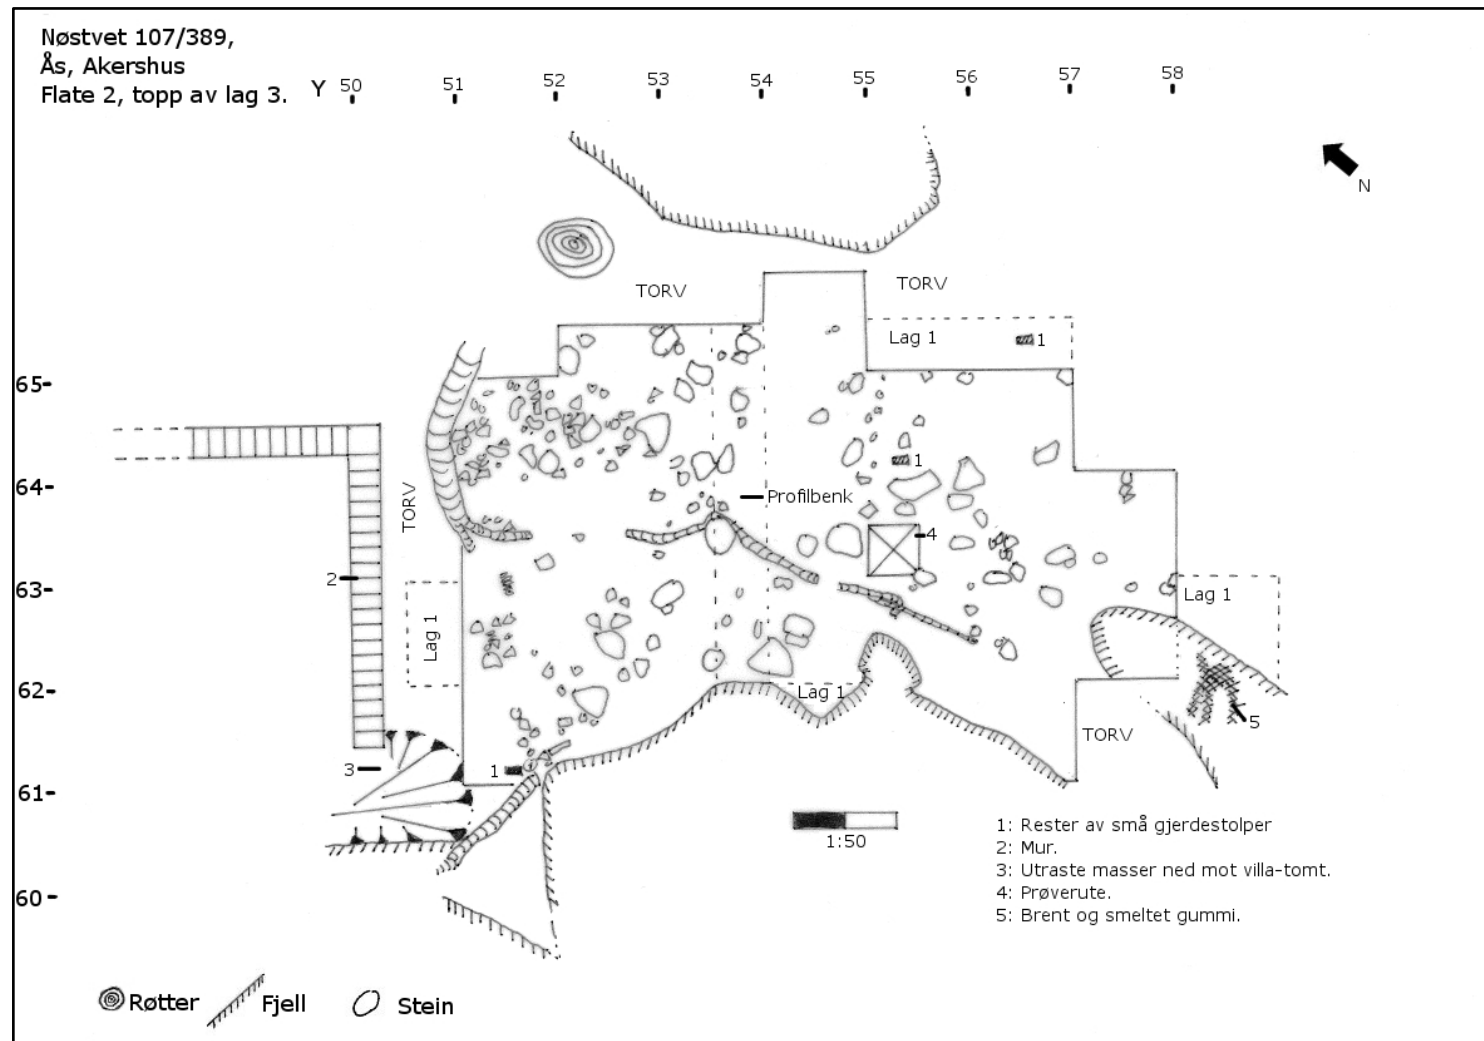 Nøstvet 107/389,
Ås, Akershus
Flate 2, topp av lag 3.
Y 50 51 52 53 54 55 56 57 58
N
TORV
TORV
Lag 1
1
65-
1
64-
Profilbenk
TORV
4
2
63-
Lag 1
Lag 1
62-
Lag 1
5
TORV
3
1
61-
1:50
1: Rester av små gjerdestolper
2: Mur.
3: Utraste masser ned mot villa-tomt.
4: Prøverute.
5: Brent og smeltet gummi.
60-
Røtter
Fjell
Stein